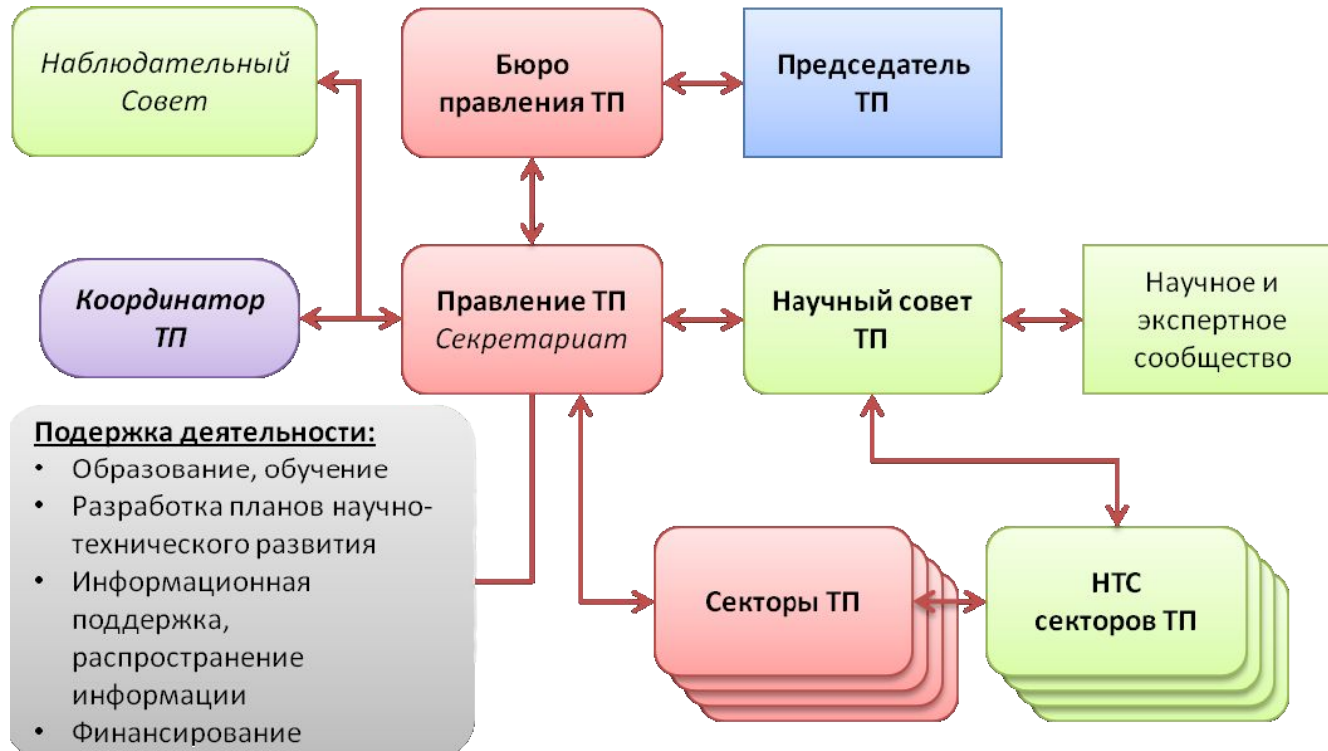 Наблюдательный
Совет
Бюро
правления ТП
Председатель
ТП
Координатор
ТП
Правление ТП
Секретариат
Научный совет
ТП
Научное и
экспертное
сообщество
Подержка деятельности:
• Образование, обучение
• Разработка планов научно-
технического развития
• Информационная
поддержка,
распространение
информации
• Финансирование
Секторы ТП
НТС
секторов ТП